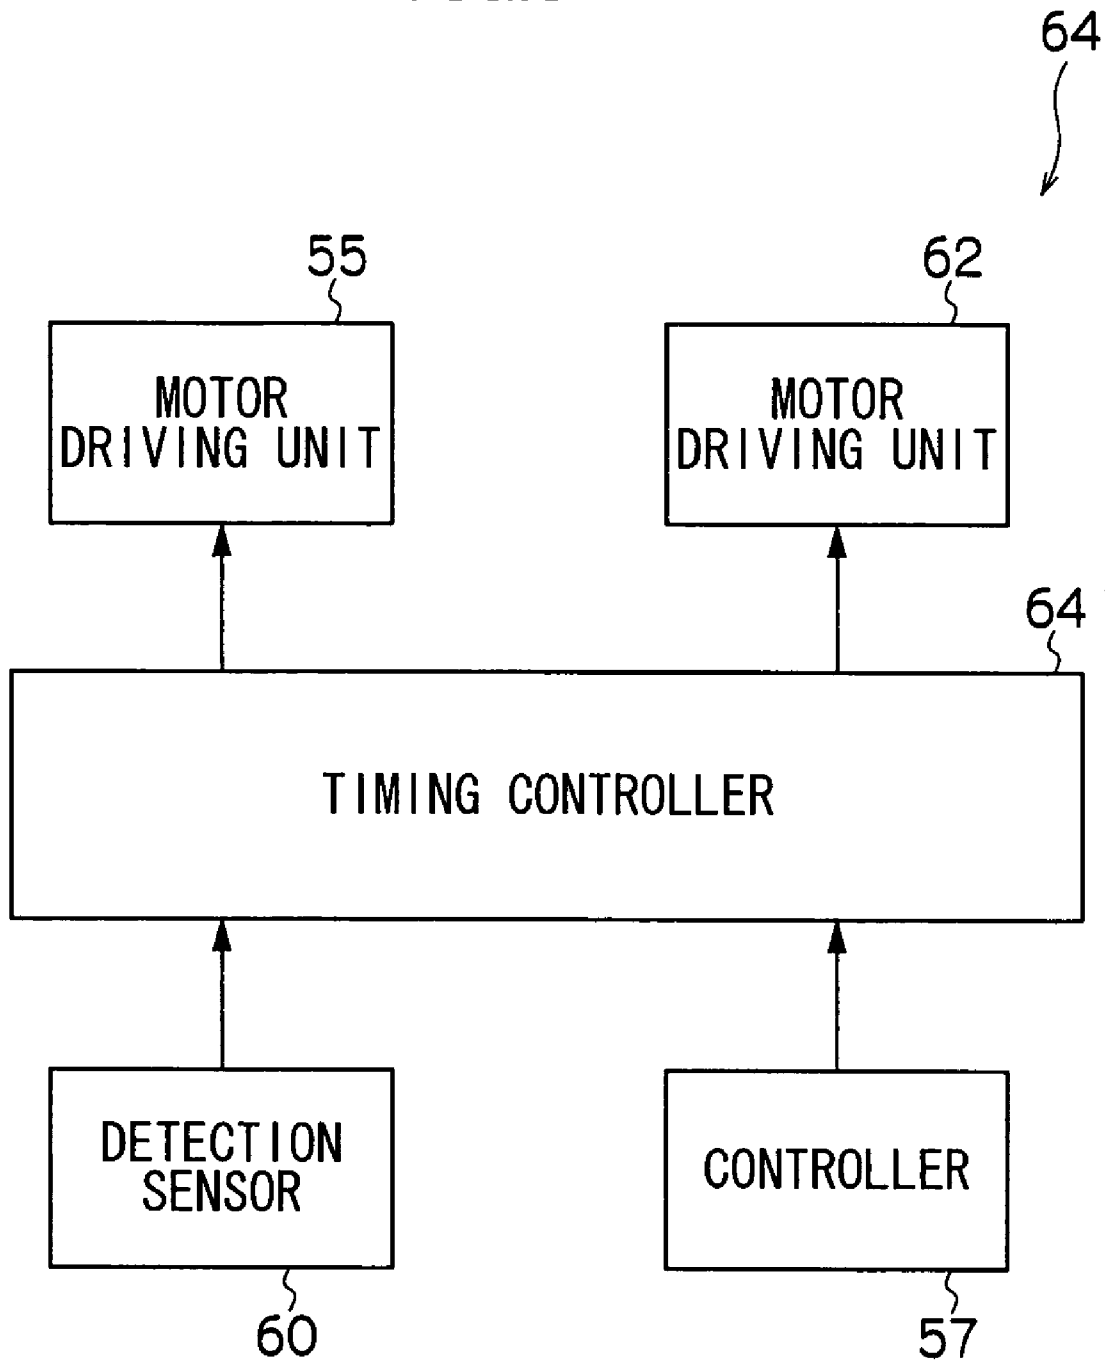 64
55
62
MOTOR
DRIVING UNIT
MOTOR
DRIVING UNIT
64
TIMING CONTROLLER
DETECTION
SENSOR
CONTROLLER
60
57